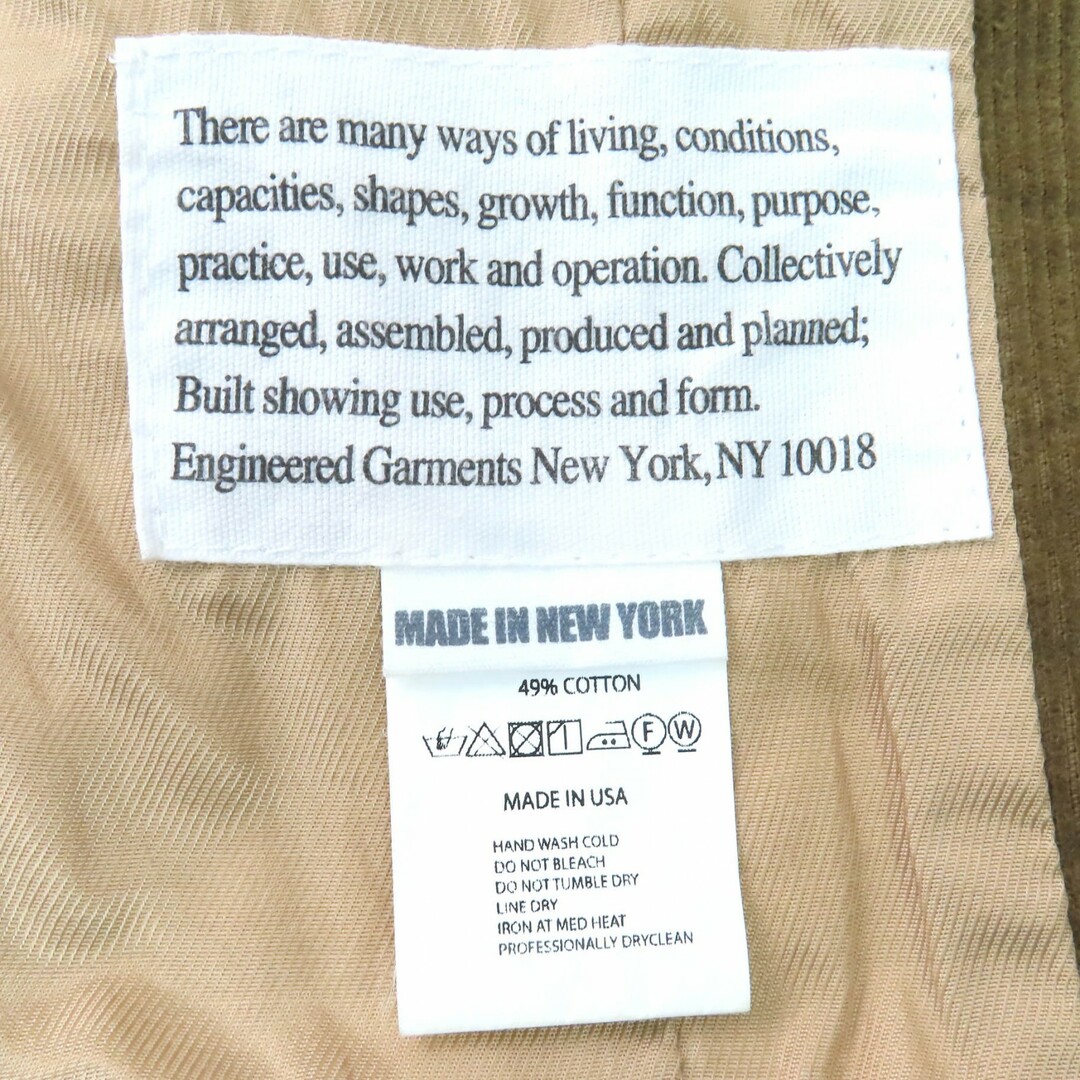 There are many ways of living, conditions,
capacities, shapes, growth, function, purpose,
practice, use, work and operation. Collectively
arranged, assembled, produced and planned;
Built showing use, process and form.
Engineered Garments New York, NY 10018
MADE IN NEW YORK
49% COTTON
F W
MADE IN USA
HAND WASH COLD
DO NOT BLEACH
DO NOT TUMBLE DRY
LINE DRY
IRON AT MED HEAT
PROFESSIONALLY DRYCLEAN